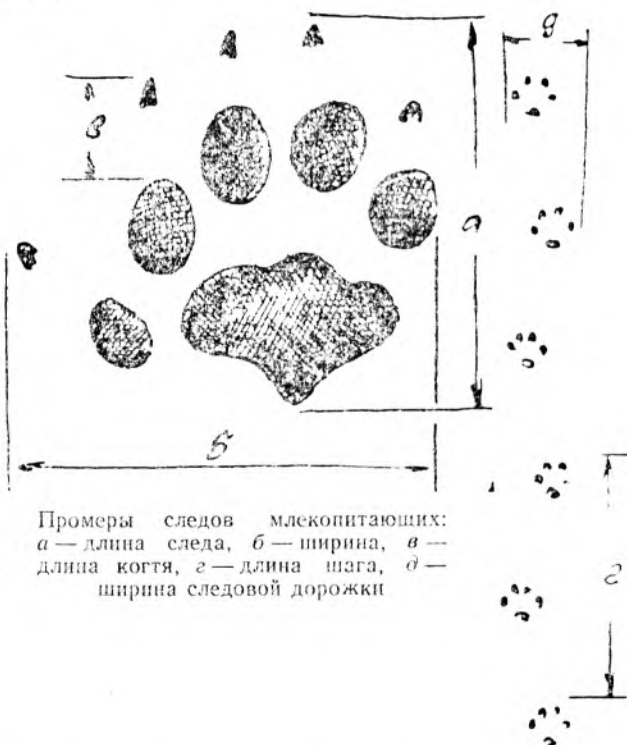 д
в
а
б
г
Промеры следов млекопитающих:
а — длина следа, б — ширина, в —
длина когтя, г — длина шага, д —
ширина следовой дорожки